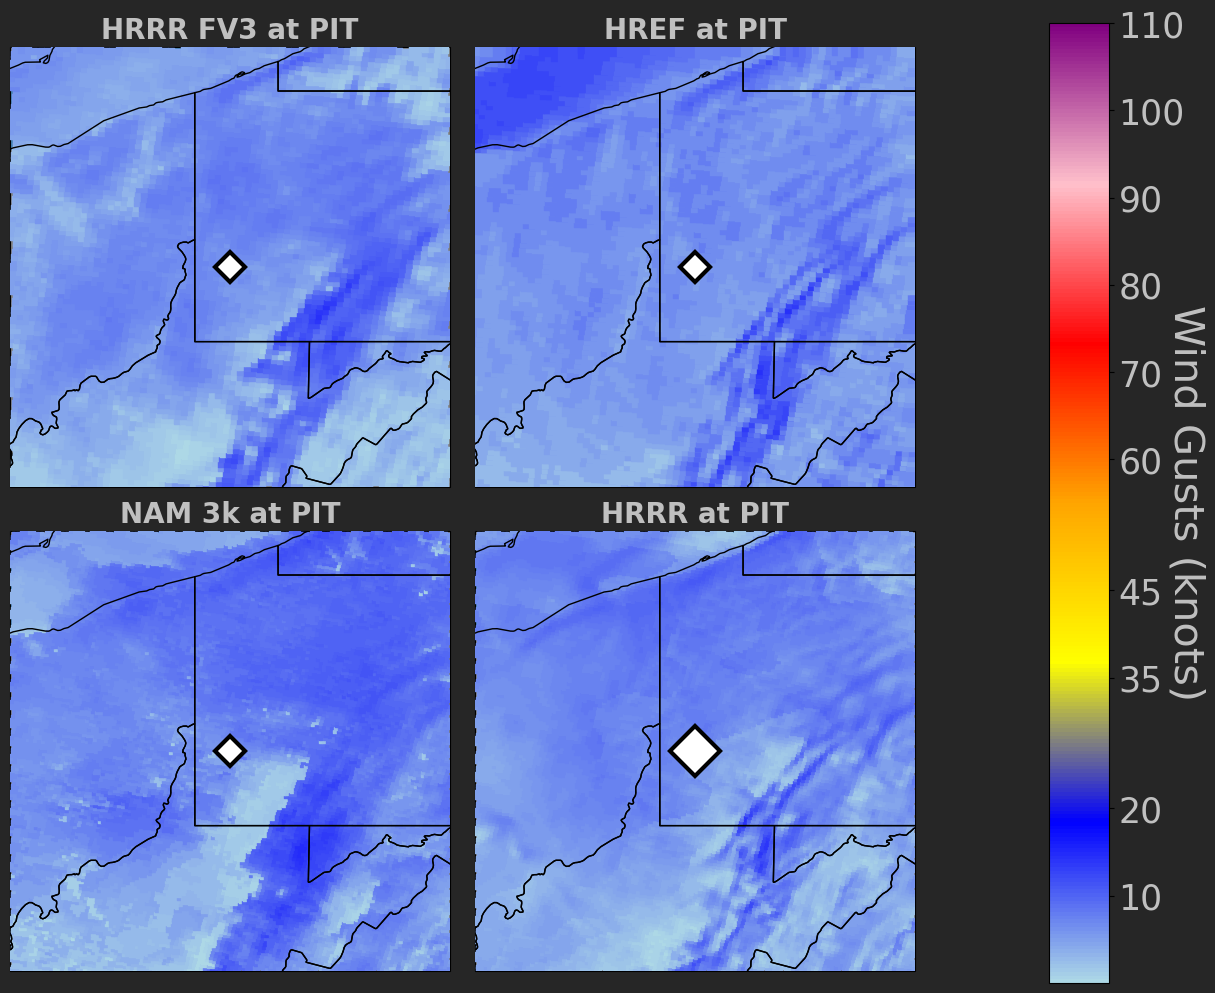 HRRR FV3 at PIT
HREF at PIT
NAM 3k at PIT
HRRR at PIT
110
100
90
80
70
60
45
35
20
10
Wind Gusts (knots)